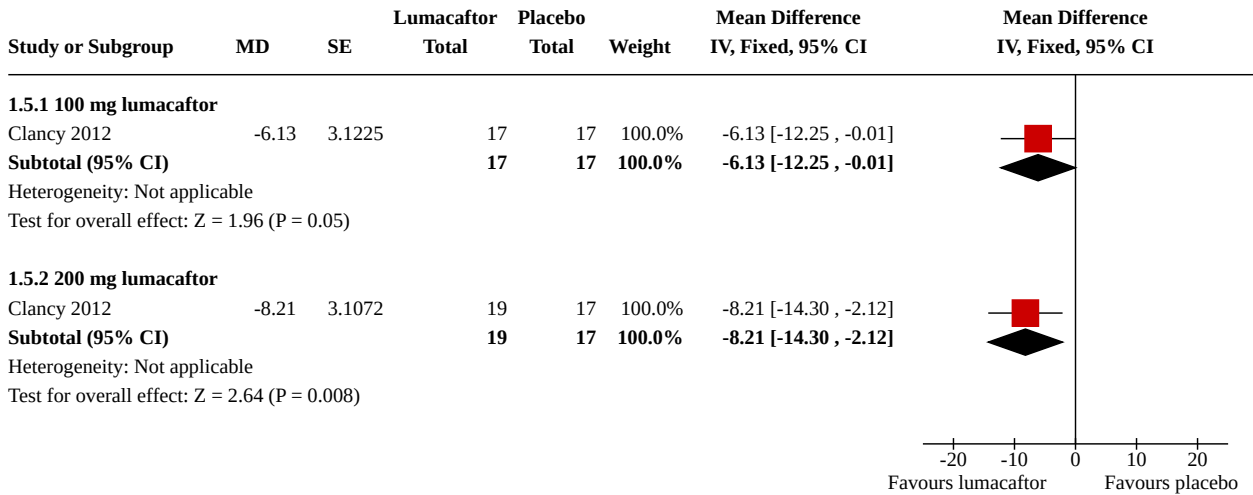 Lumacaftor Placebo Mean Difference Mean Difference
Study or Subgroup MD SE Total Total Weight IV, Fixed, 95% CI IV, Fixed, 95% CI
1.5.1 100 mg lumacaftor
Clancy 2012 -6.13 3.1225 17 17 100.0% -6.13 [-12.25 , -0.01]
Subtotal (95% CI) 17 17 100.0% -6.13 [-12.25 , -0.01]
Heterogeneity: Not applicable
Test for overall effect: Z = 1.96 (P = 0.05)
1.5.2 200 mg lumacaftor
Clancy 2012 -8.21 3.1072 19 17 100.0% -8.21 [-14.30 , -2.12]
Subtotal (95% CI) 19 17 100.0% -8.21 [-14.30 , -2.12]
Heterogeneity: Not applicable
Test for overall effect: Z = 2.64 (P = 0.008)
-20 -10 0 10 20
Favours lumacaftor Favours placebo